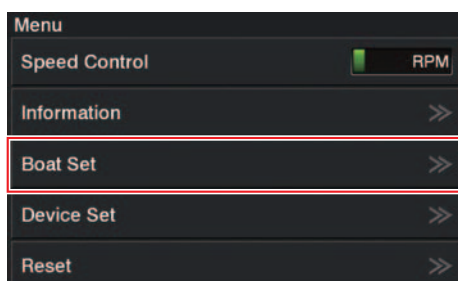 Menu
Speed Control RPM
Information
Boat Set
Device Set
Reset